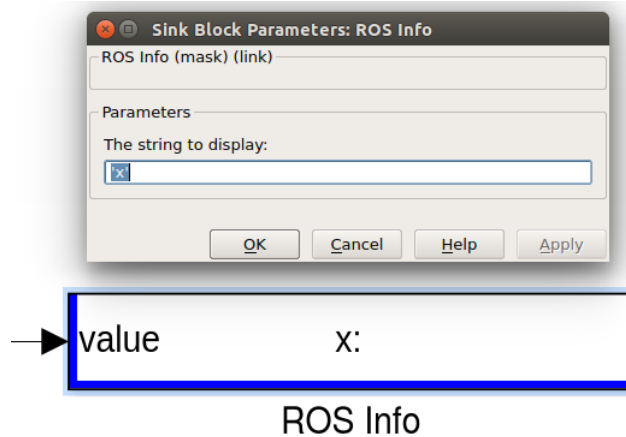 Sink Block Parameters: ROS Info
ROS Info (mask) (link)
Parameters
The string to display:
'x'
OK Cancel Help Apply
value x:
ROS Info